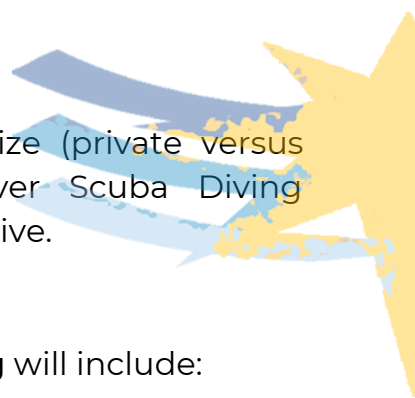 ize (private versus
ver Scuba Diving
ive.
g will include: